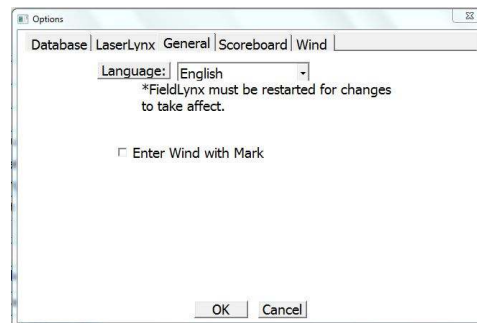 Options
Database LaserLynx General Scoreboard Wind
Language: English
*FieldLynx must be restarted for changes
to take affect.
Enter Wind with Mark
OK Cancel